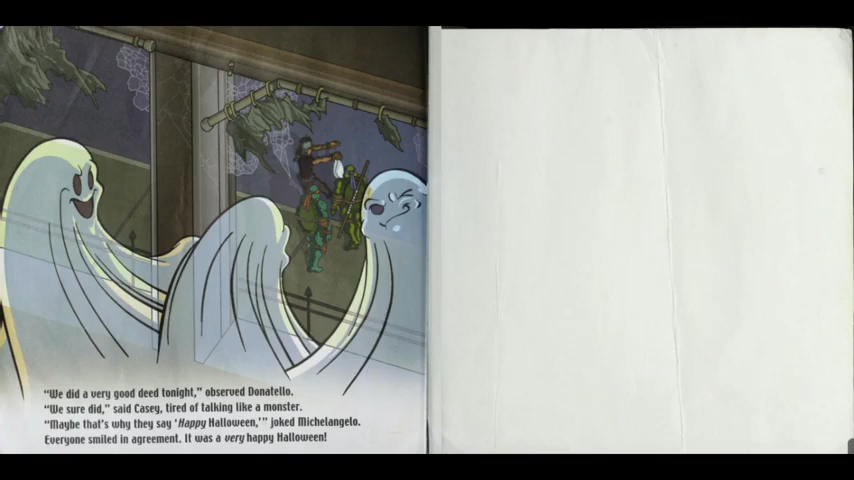 “We did a very good deed tonight,” observed Donatello.
“We sure did,” said Casey, tired of talking like a monster.
“Maybe that’s why they say ‘Happy Halloween,’” joked Michelangelo.
Everyone smiled in agreement. It was a very happy Halloween!